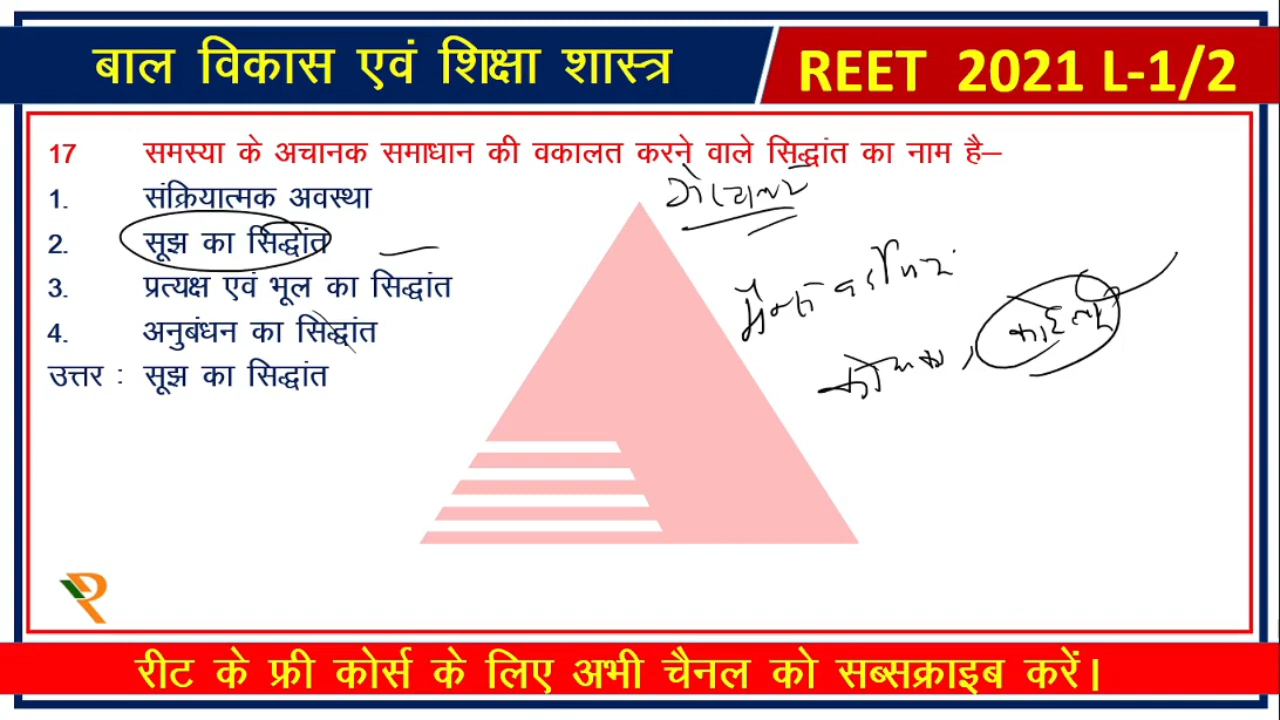 बाल विकास एवं शिक्षा शास्त्र
REET 2021 L-1/2
17 समस्या के अचानक समाधान की वकालत करने वाले सिद्धांत का नाम है–
1. संक्रियात्मक अवस्था
2. सूझ का सिद्धांत
3. प्रत्यक्ष एवं भूल का सिद्धांत
4. अनुबंधन का सिद्धांत
उत्तर : सूझ का सिद्धांत
रीट के फ्री कोर्स के लिए अभी चैनल को सब्सक्राइब करें।